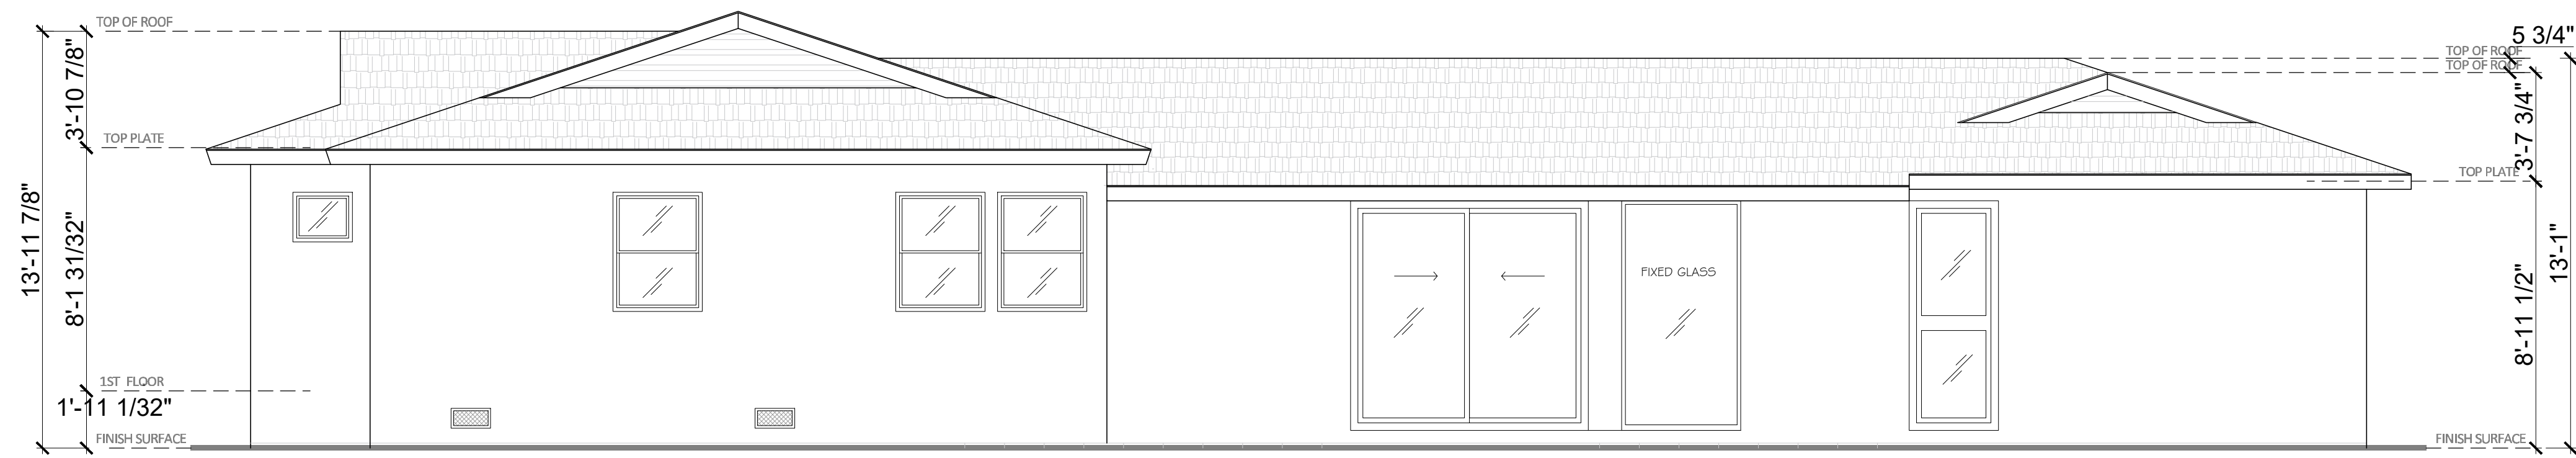 TOP OF ROOF
3'-10 7/8"
TOP PLATE
13'-11 7/8"
8'-1 31/32"
1ST FLOOR
1'-11 1/32"
FINISH SURFACE
FIXED GLASS
5 3/4"
TOP OF ROOF
TOP OF ROOF
3'-7 3/4"
TOP PLATE
13'-1"
8'-11 1/2"
FINISH SURFACE